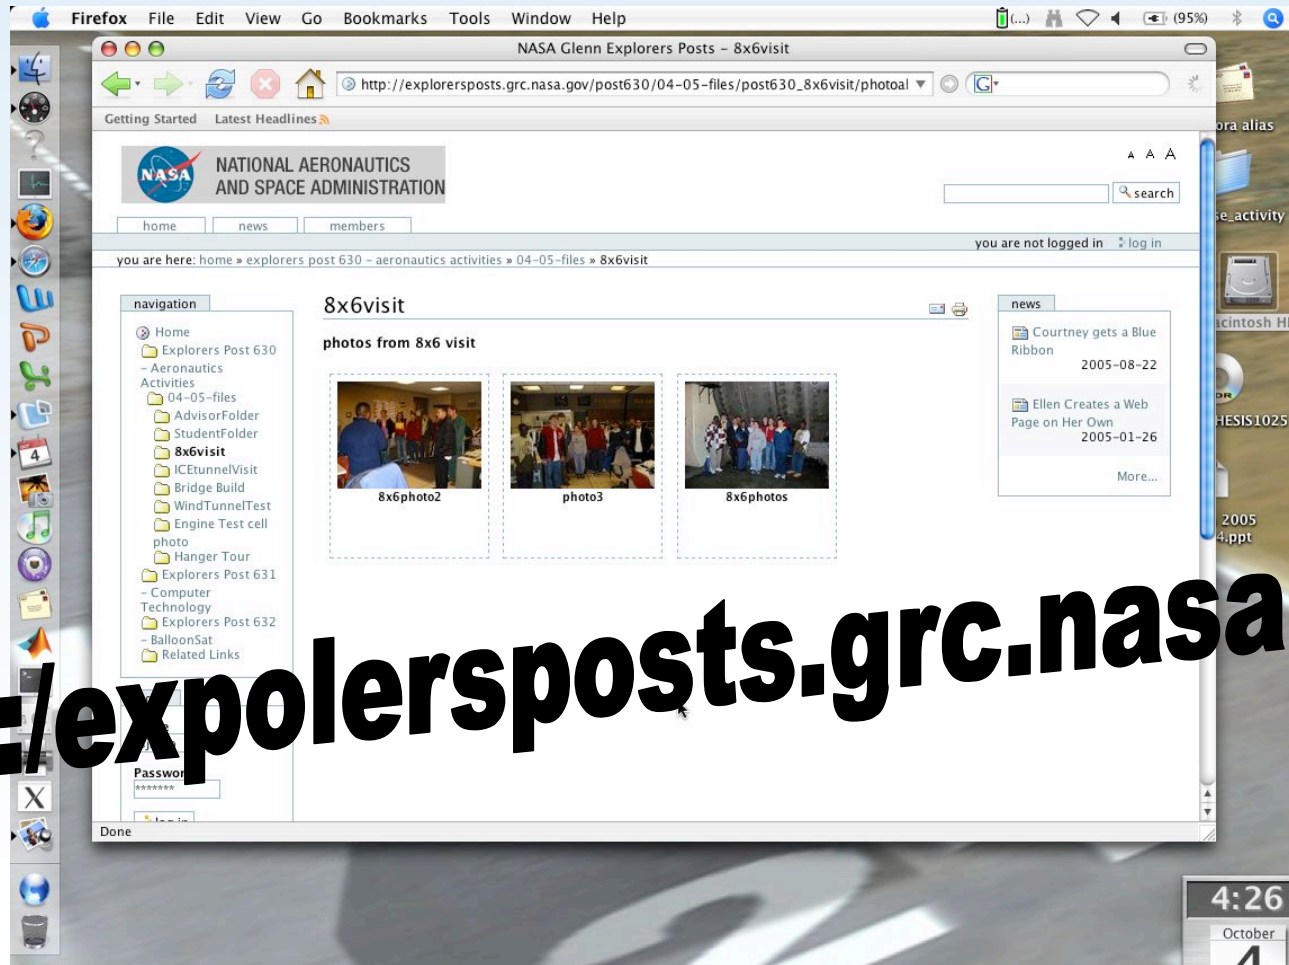 Firefox File Edit View Go Bookmarks Tools Window Help (...) (95%)
NASA Glenn Explorers Posts – 8x6visit
http://explorersposts.grc.nasa.gov/post630/04-05-files/post630_8x6visit/photoal G
Getting Started Latest Headlines
NASA NATIONAL AERONAUTICS
AND SPACE ADMINISTRATION
A A A
search
home news members
you are not logged in log in
you are here: home » explorers post 630 – aeronautics activities » 04-05-files » 8x6visit
navigation
Home
Explorers Post 630
– Aeronautics
Activities
04-05-files
AdvisorFolder
StudentFolder
8x6visit
ICEtunnelVisit
Bridge Build
WindTunnelTest
Engine Test cell
photo
Hanger Tour
Explorers Post 631
– Computer
Technology
Explorers Post 632
– BalloonSat
Related Links
8x6visit
photos from 8x6 visit
8x6photo2 photo3 8x6photos
news
Courtney gets a Blue
Ribbon
2005-08-22
Ellen Creates a Web
Page on Her Own
2005-01-26
More...
:/expolersposts.grc.nasa
*******
log in
Done
ora alias
se_activity
acintosh H
DR
HESIS1025
2005
4.ppt
4
X
4:26
October
4